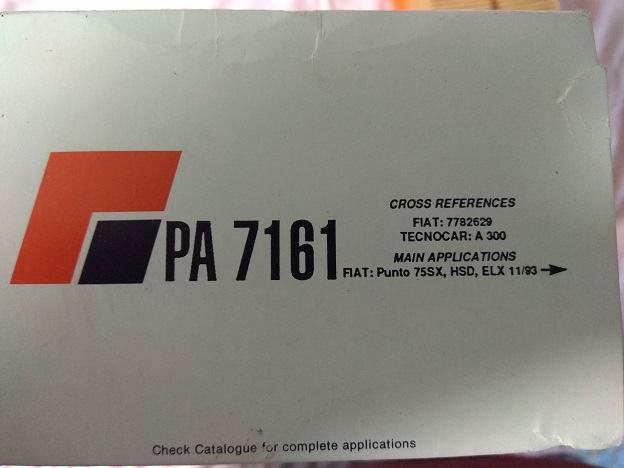 PA 7161
CROSS REFERENCES
FIAT: 7782629
TECNOCAR: A 300
MAIN APPLICATIONS
FIAT: Punto 75SX, HSD, ELX 11/93
Check Catalogue for complete applications